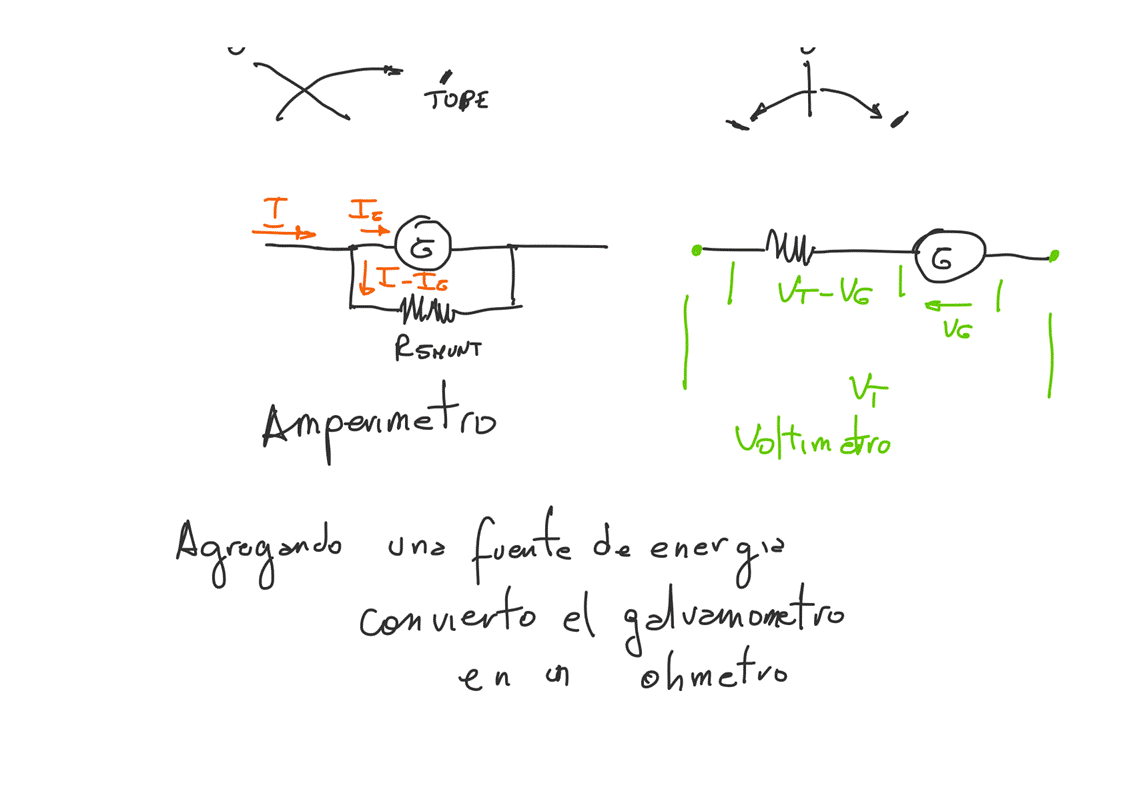 TOPE
I
I_G
G
I - I_G
G
V_T - V_G
V_G
R SHUNT
V_T
Amperimetro
Voltimetro
Agregando una fuente de energia
convierto el galvamometro
en un ohmetro